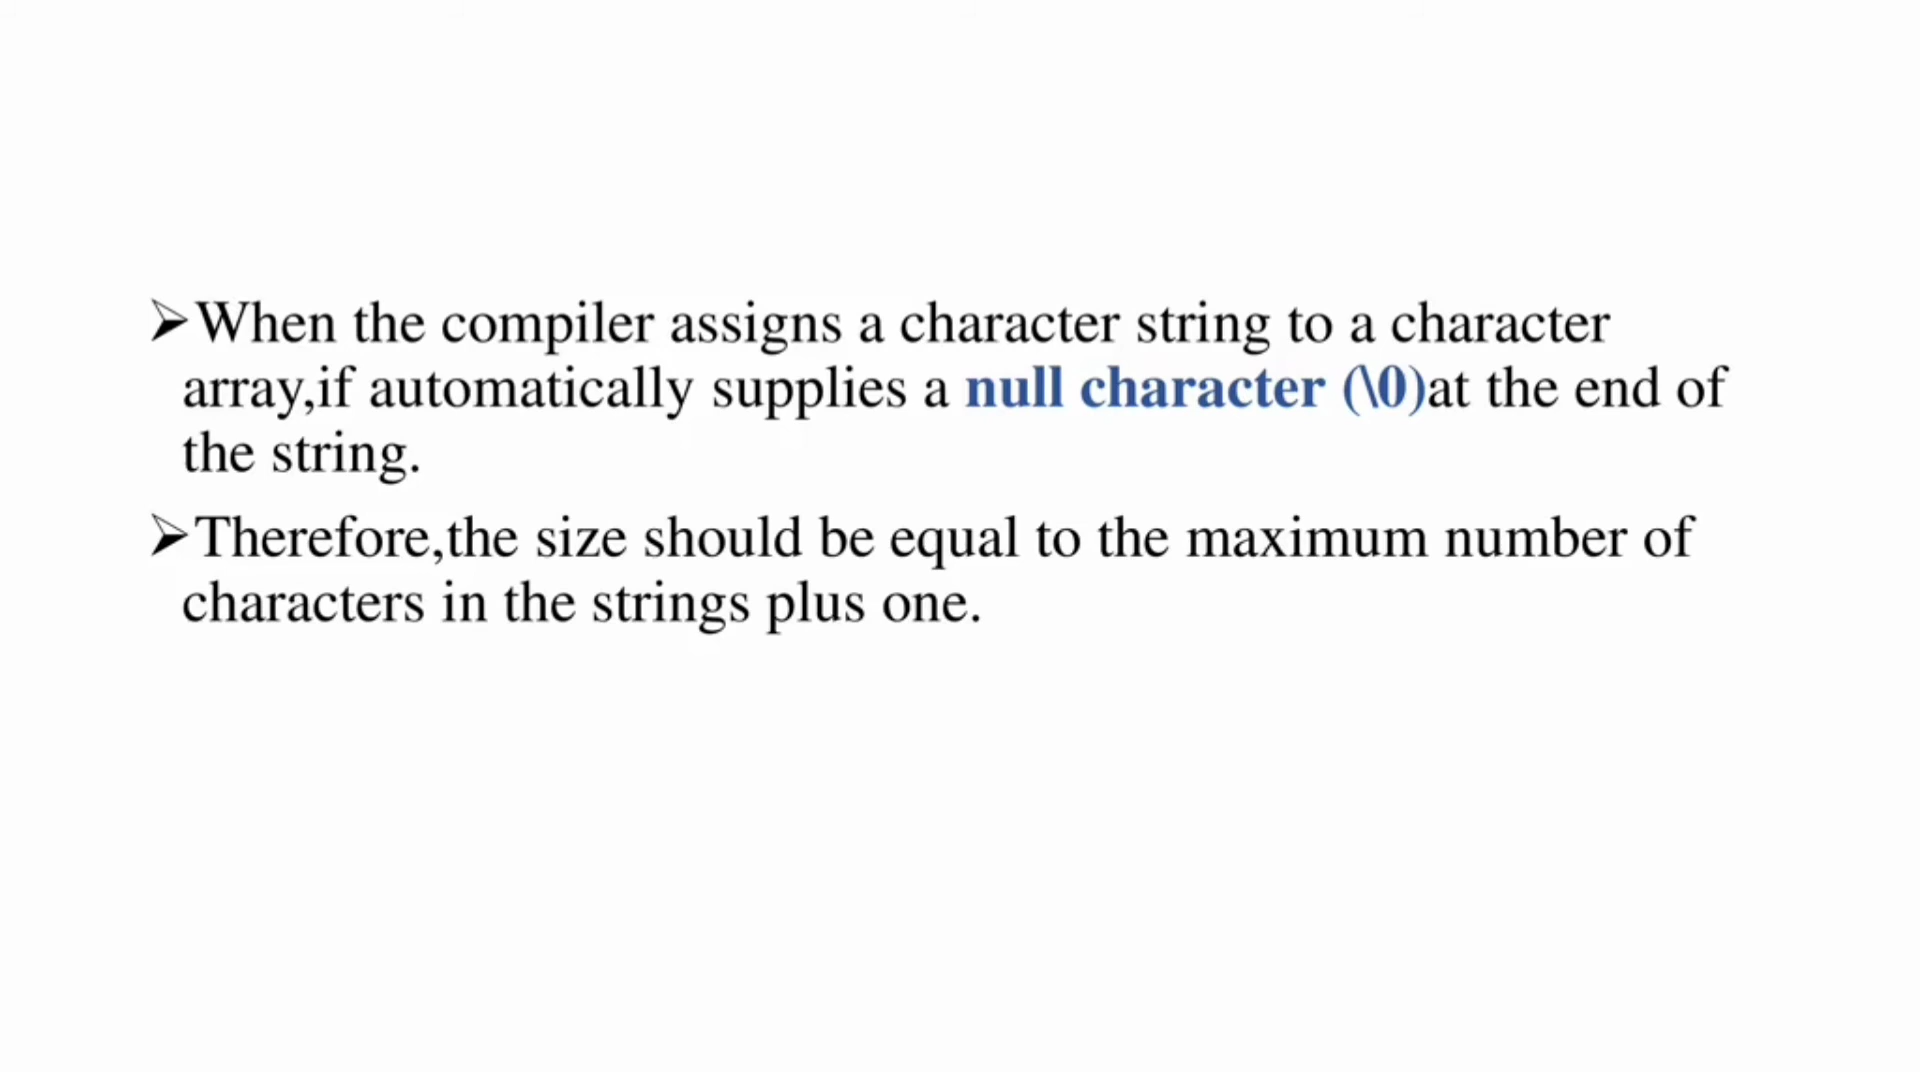 ➢When the compiler assigns a character string to a character
array,if automatically supplies a null character (\0)at the end of
the string.
➢Therefore,the size should be equal to the maximum number of
characters in the strings plus one.